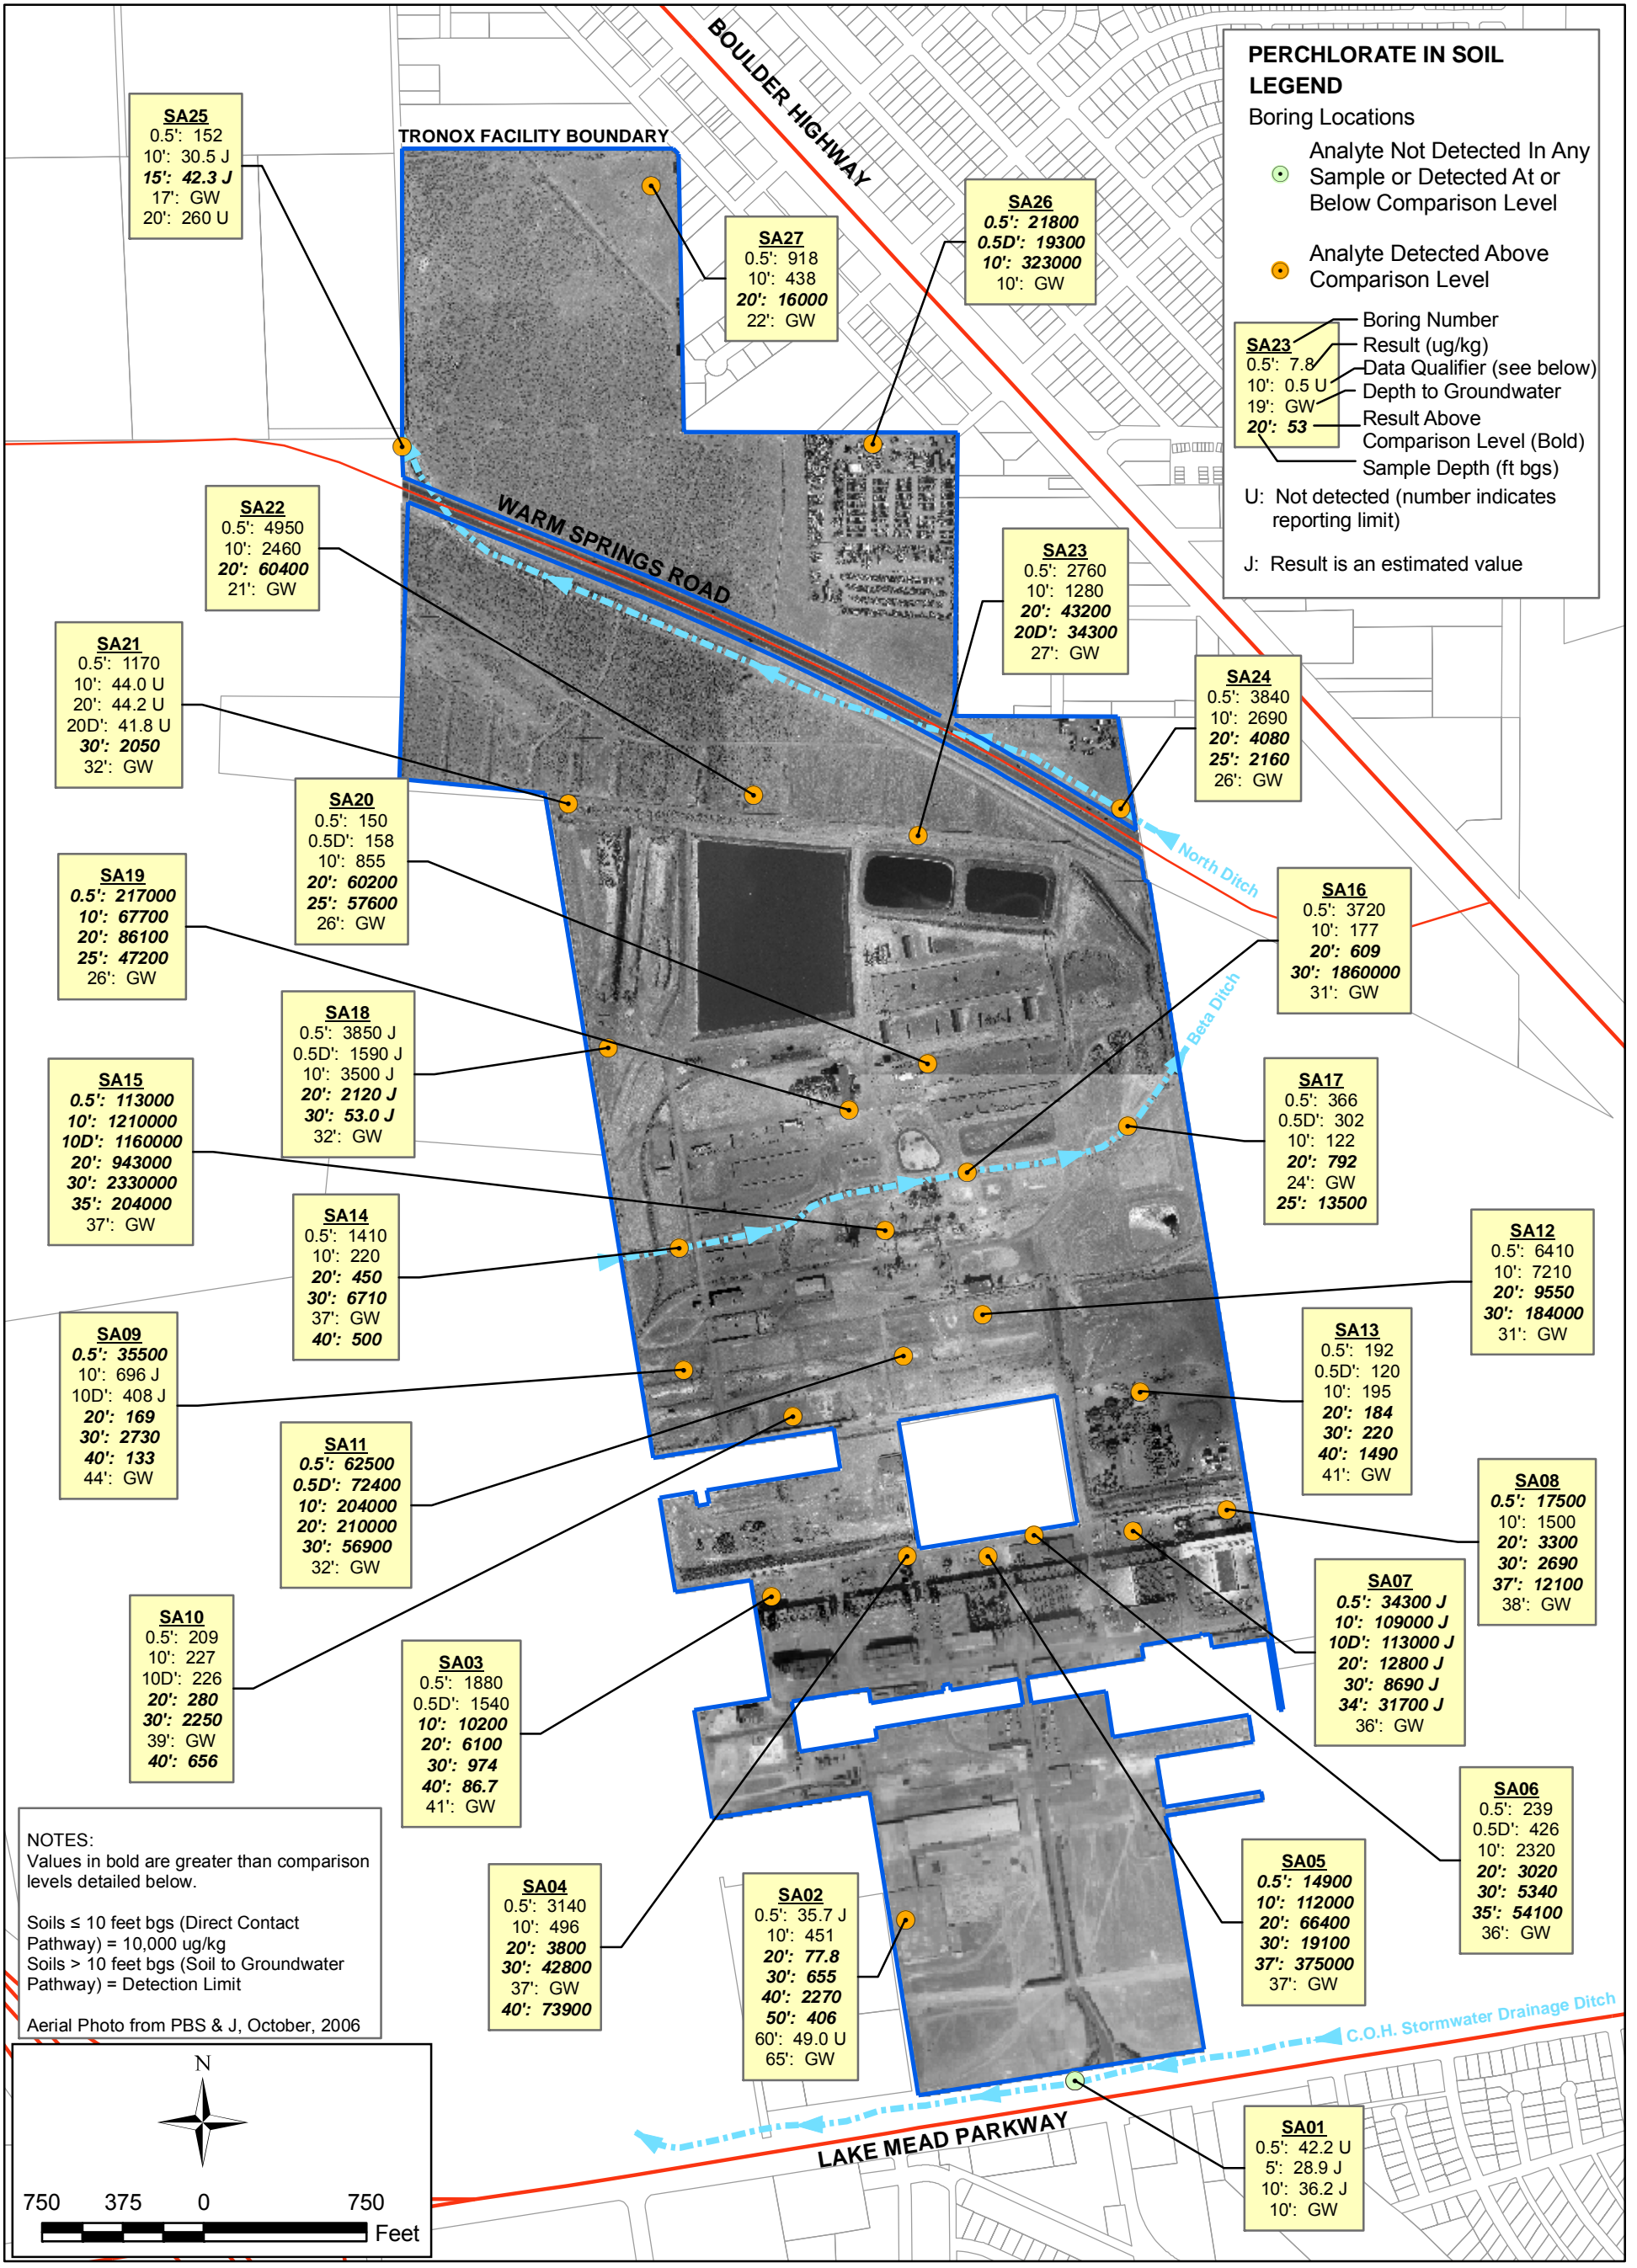 BOULDER HIGHWAY
PERCHLORATE IN SOIL
LEGEND
Boring Locations
Analyte Not Detected In Any
Sample or Detected At or
Below Comparison Level
Analyte Detected Above
Comparison Level
SA23
0.5': 7.8
10': 0.5 U
19': GW
20': 53
Boring Number
Result (ug/kg)
Data Qualifier (see below)
Depth to Groundwater
Result Above
Comparison Level (Bold)
Sample Depth (ft bgs)
U: Not detected (number indicates
reporting limit)
J: Result is an estimated value
SA25
0.5': 152
10': 30.5 J
15': 42.3 J
17': GW
20': 260 U
TRONOX FACILITY BOUNDARY
SA27
0.5': 918
10': 438
20': 16000
22': GW
SA26
0.5': 21800
0.5D': 19300
10': 323000
10': GW
SA22
0.5': 4950
10': 2460
20': 60400
21': GW
WARM SPRINGS ROAD
SA23
0.5': 2760
10': 1280
20': 43200
20D': 34300
27': GW
SA21
0.5': 1170
10': 44.0 U
20': 44.2 U
20D': 41.8 U
30': 2050
32': GW
SA24
0.5': 3840
10': 2690
20': 4080
25': 2160
26': GW
SA20
0.5': 150
0.5D': 158
10': 855
20': 60200
25': 57600
26': GW
North Ditch
SA19
0.5': 217000
10': 67700
20': 86100
25': 47200
26': GW
SA16
0.5': 3720
10': 177
20': 609
30': 1860000
31': GW
Beta Ditch
SA18
0.5': 3850 J
0.5D': 1590 J
10': 3500 J
20': 2120 J
30': 53.0 J
32': GW
SA15
0.5': 113000
10': 1210000
10D': 1160000
20': 943000
30': 2330000
35': 204000
37': GW
SA17
0.5': 366
0.5D': 302
10': 122
20': 792
24': GW
25': 13500
SA14
0.5': 1410
10': 220
20': 450
30': 6710
37': GW
40': 500
SA12
0.5': 6410
10': 7210
20': 9550
30': 184000
31': GW
SA09
0.5': 35500
10': 696 J
10D': 408 J
20': 169
30': 2730
40': 133
44': GW
SA13
0.5': 192
0.5D': 120
10': 195
20': 184
30': 220
40': 1490
41': GW
SA11
0.5': 62500
0.5D': 72400
10': 204000
20': 210000
30': 56900
32': GW
SA08
0.5': 17500
10': 1500
20': 3300
30': 2690
37': 12100
38': GW
SA07
0.5': 34300 J
10': 109000 J
10D': 113000 J
20': 12800 J
30': 8690 J
34': 31700 J
36': GW
SA10
0.5': 209
10': 227
10D': 226
20': 280
30': 2250
39': GW
40': 656
SA03
0.5': 1880
0.5D': 1540
10': 10200
20': 6100
30': 974
40': 86.7
41': GW
SA06
0.5': 239
0.5D': 426
10': 2320
20': 3020
30': 5340
35': 54100
36': GW
NOTES:
Values in bold are greater than comparison
levels detailed below.
Soils ≤ 10 feet bgs (Direct Contact
Pathway) = 10,000 ug/kg
Soils > 10 feet bgs (Soil to Groundwater
Pathway) = Detection Limit
Aerial Photo from PBS & J, October, 2006
SA04
0.5': 3140
10': 496
20': 3800
30': 42800
37': GW
40': 73900
SA02
0.5': 35.7 J
10': 451
20': 77.8
30': 655
40': 2270
50': 406
60': 49.0 U
65': GW
SA05
0.5': 14900
10': 112000
20': 66400
30': 19100
37': 375000
37': GW
C.O.H. Stormwater Drainage Ditch
LAKE MEAD PARKWAY
SA01
0.5': 42.2 U
5': 28.9 J
10': 36.2 J
10': GW
N
750 375 0 750
Feet